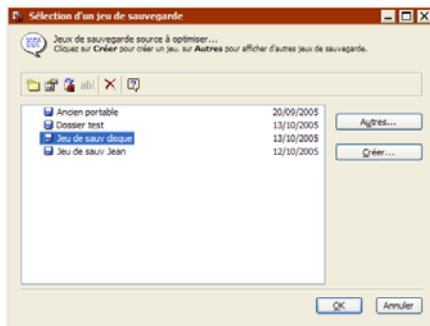 Sélection d'un jeu de sauvegarde
Jeux de sauvegarde source à optimiser...
Cliquez sur Créer pour créer un jeu, sur Autres pour afficher d'autres jeux de sauvegarde.
ab
Ancien portable 20/09/2005
Dossier test 13/10/2005
Jeu de sauv disque 13/10/2005
Jeu de sauv Jean 12/10/2005
Autres...
Créer...
OK
Annuler